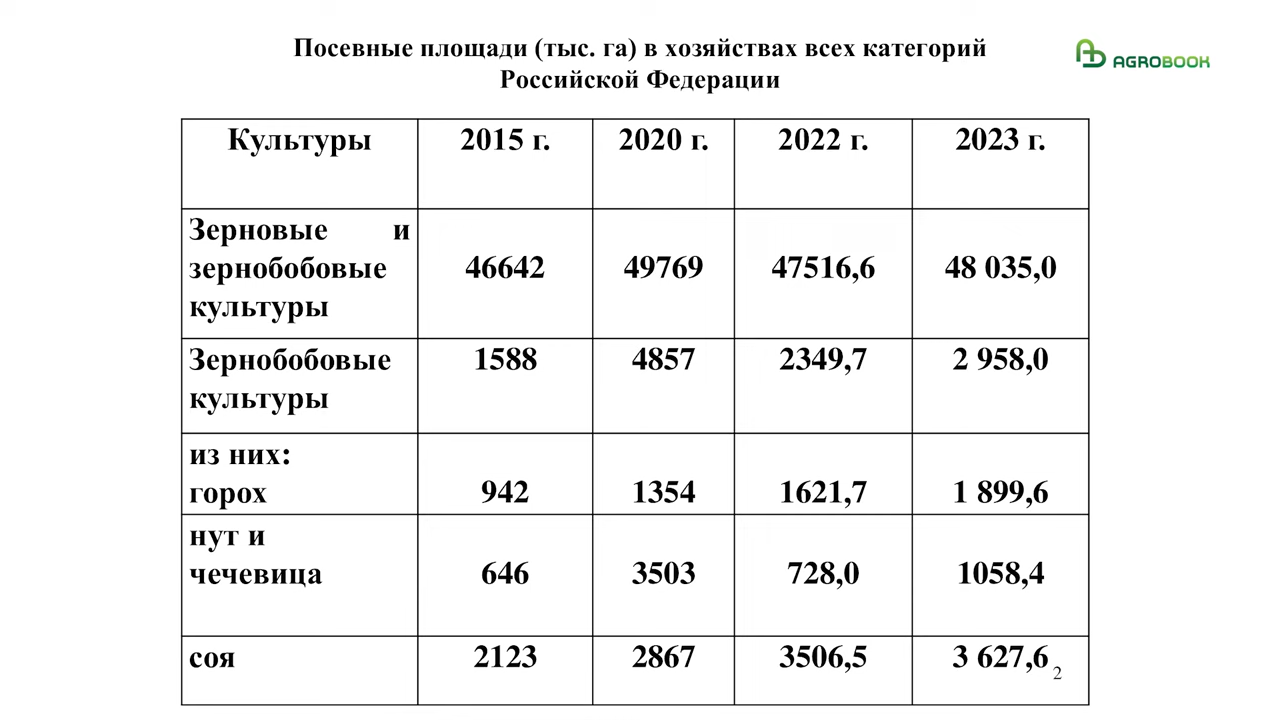 Посевные площади (тыс. га) в хозяйствах всех категорий
Российской Федерации
AGROBOOK
Культуры 2015 г. 2020 г. 2022 г. 2023 г.
Зерновые и
зернобобовые 46642 49769 47516,6 48 035,0
культуры
Зернобобовые 1588 4857 2349,7 2 958,0
культуры
из них:
горох 942 1354 1621,7 1 899,6
нут и
чечевица 646 3503 728,0 1058,4
соя 2123 2867 3506,5 3 627,6
2